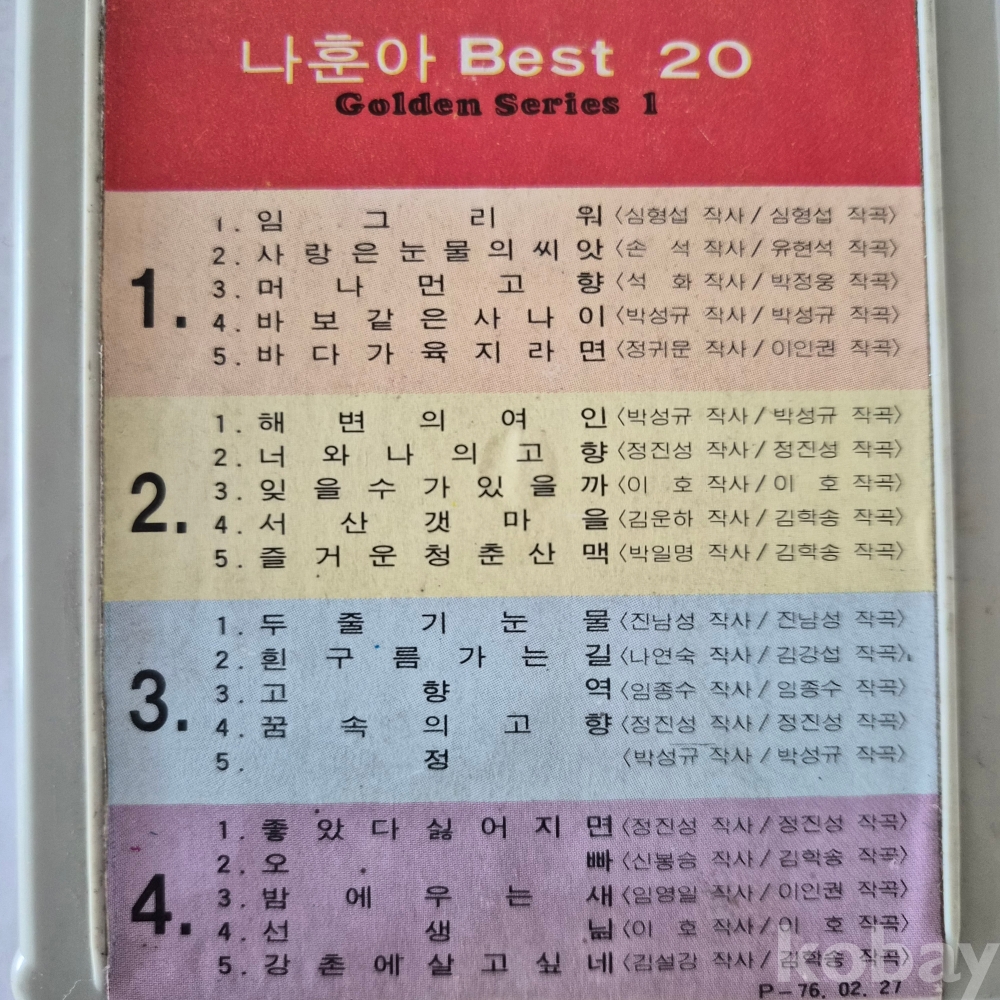 나훈아 Best 20
Golden Series 1
1.
1. 임그리워 〈심형섭 작사/심형섭 작곡〉
2. 사랑은눈물의씨앗 〈손 석 작사/유현석 작곡〉
3. 머나먼고향 〈석 화 작사/박정웅 작곡〉
4. 바보같은사나이 〈박성규 작사/박성규 작곡〉
5. 바다가육지라면 〈정귀문 작사/이인권 작곡〉
2.
1. 해변의여인 〈박성규 작사/박성규 작곡〉
2. 너와나의고향 〈정진성 작사/정진성 작곡〉
3. 잊을수가있을까 〈이 호 작사/이 호 작곡〉
4. 서산갯마을 〈김운하 작사/김학송 작곡〉
5. 즐거운청춘산맥 〈박일명 작사/김학송 작곡〉
3.
1. 두줄기눈물 〈진남성 작사/진남성 작곡〉
2. 흰구름가는길 〈나연숙 작사/김강섭 작곡〉
3. 고향역 〈임종수 작사/임종수 작곡〉
4. 꿈속의고향 〈정진성 작사/정진성 작곡〉
5. 정 〈박성규 작사/박성규 작곡〉
4.
1. 좋았다싫어지면 〈정진성 작사/정진성 작곡〉
2. 오빠 〈신봉승 작사/김학송 작곡〉
3. 밤에우는새 〈임영일 작사/이인권 작곡〉
4. 선생님 〈이 호 작사/이 호 작곡〉
5. 강촌에살고싶네 〈김설강 작사/김학송 작곡〉
P-76. 02. 27
kobay